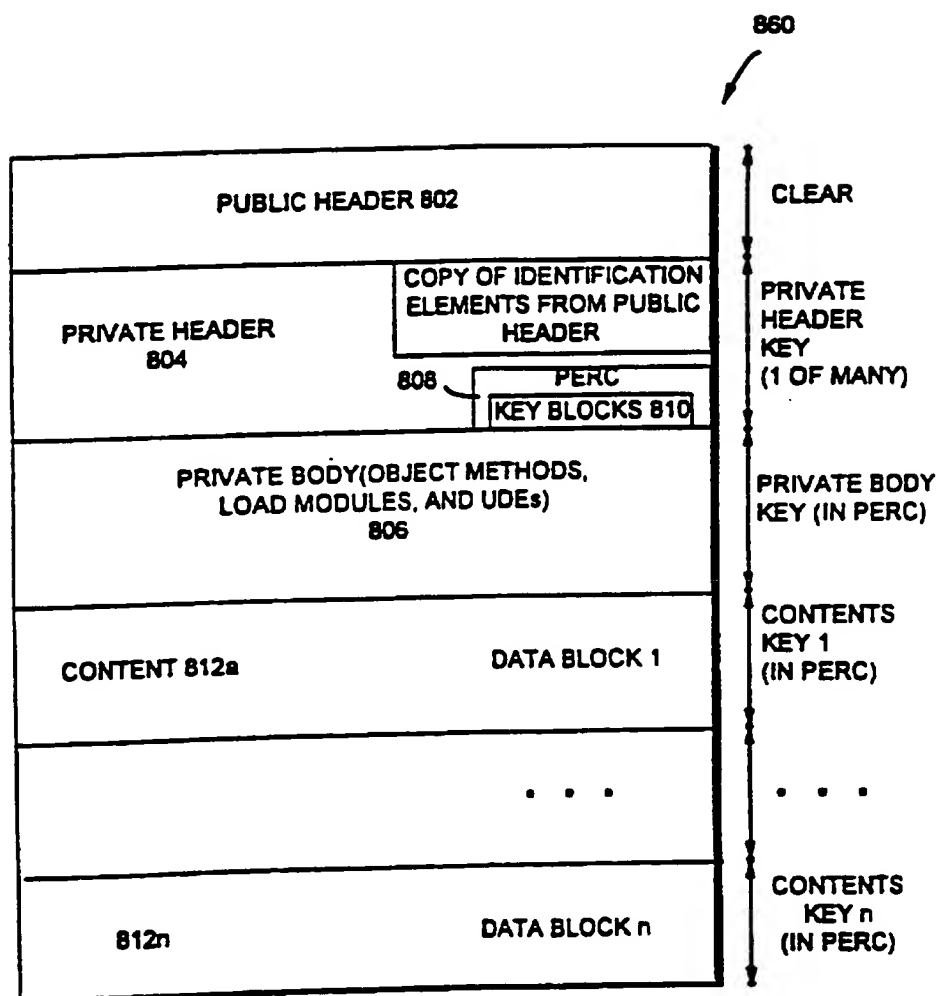 860
PUBLIC HEADER 802
CLEAR
COPY OF IDENTIFICATION
ELEMENTS FROM PUBLIC
HEADER
PRIVATE HEADER
804
PRIVATE
HEADER
KEY
(1 OF MANY)
808
PERC
KEY BLOCKS 810
PRIVATE BODY(OBJECT METHODS,
LOAD MODULES, AND UDEs)
806
PRIVATE BODY
KEY (IN PERC)
CONTENT 812a
DATA BLOCK 1
CONTENTS
KEY 1
(IN PERC)
. . .
. . .
812n
DATA BLOCK n
CONTENTS
KEY n
(IN PERC)